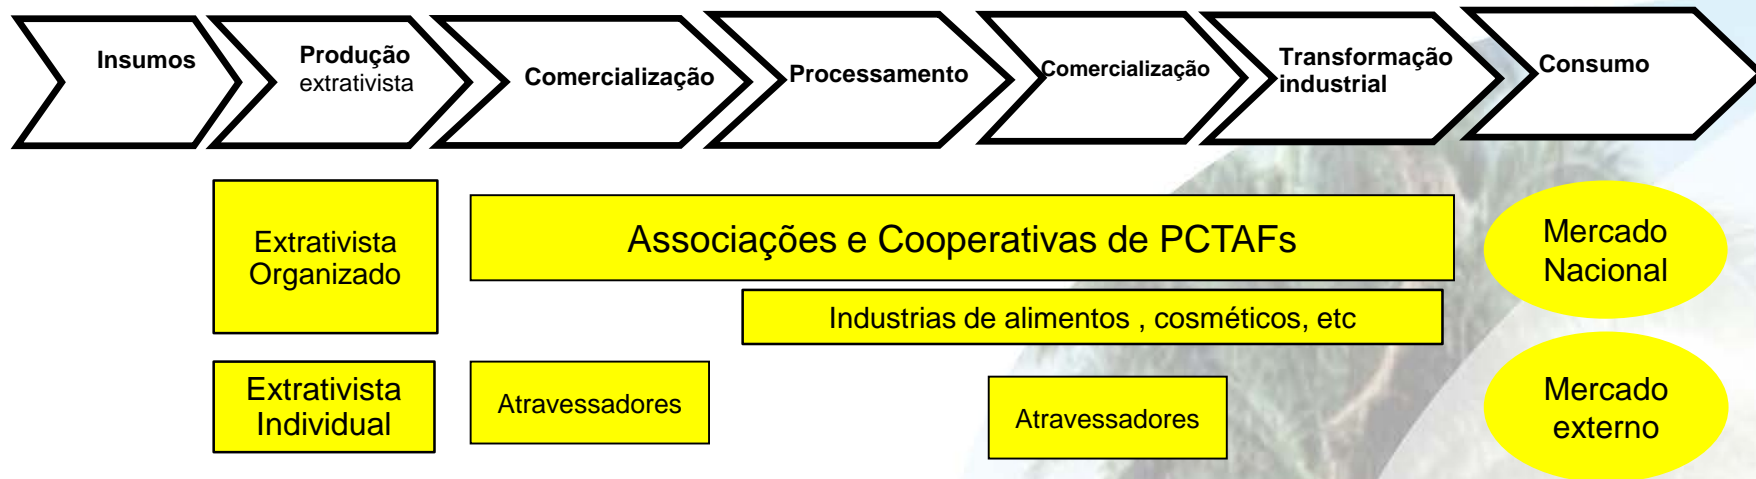 Insumos
Produção
extrativista
Comercialização
Processamento
Comercialização
Transformação
industrial
Consumo
Extrativista
Organizado
Associações e Cooperativas de PCTAFs
Mercado
Nacional
Industrias de alimentos , cosméticos, etc
Extrativista
Individual
Atravessadores
Atravessadores
Mercado
externo